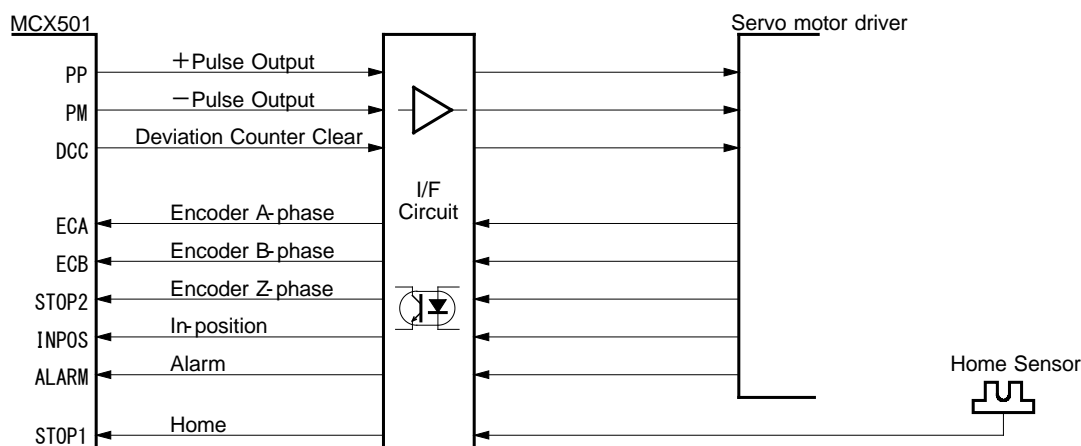 MCX501
Servo motor driver
PP
+Pulse Output
PM
−Pulse Output
DCC
Deviation Counter Clear
I/F
Circuit
ECA
Encoder A-phase
ECB
Encoder B-phase
STOP2
Encoder Z-phase
INPOS
In-position
ALARM
Alarm
Home Sensor
STOP1
Home